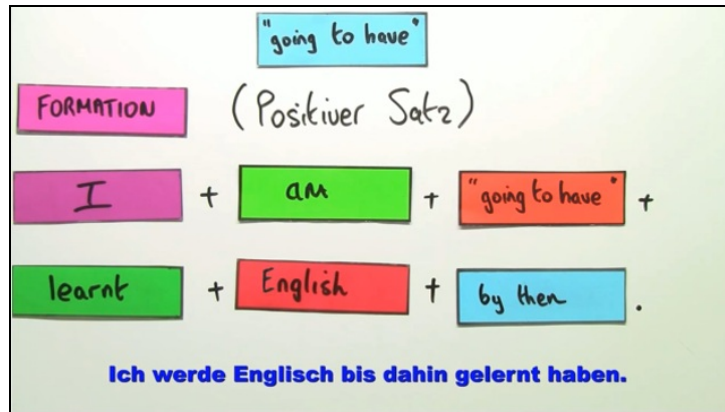 "going to have"
FORMATION (Positiver Satz)
I + am + "going to have" +
learnt + English + by then .
Ich werde Englisch bis dahin gelernt haben.